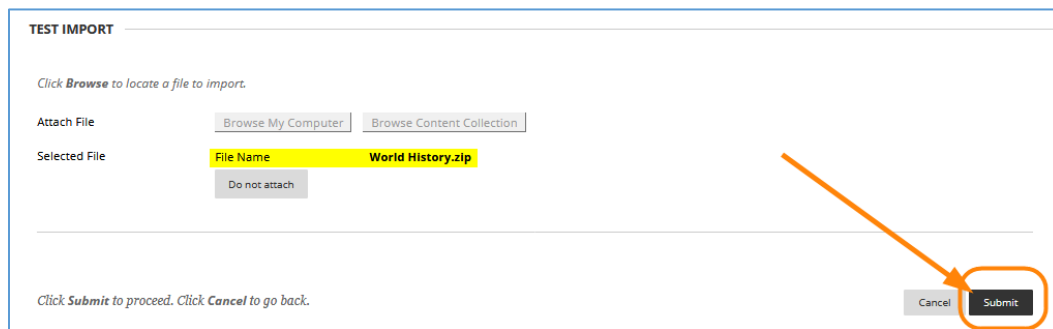 TEST IMPORT
Click Browse to locate a file to import.
Attach File Browse My Computer Browse Content Collection
Selected File File Name World History.zip
Do not attach
Click Submit to proceed. Click Cancel to go back. Cancel Submit